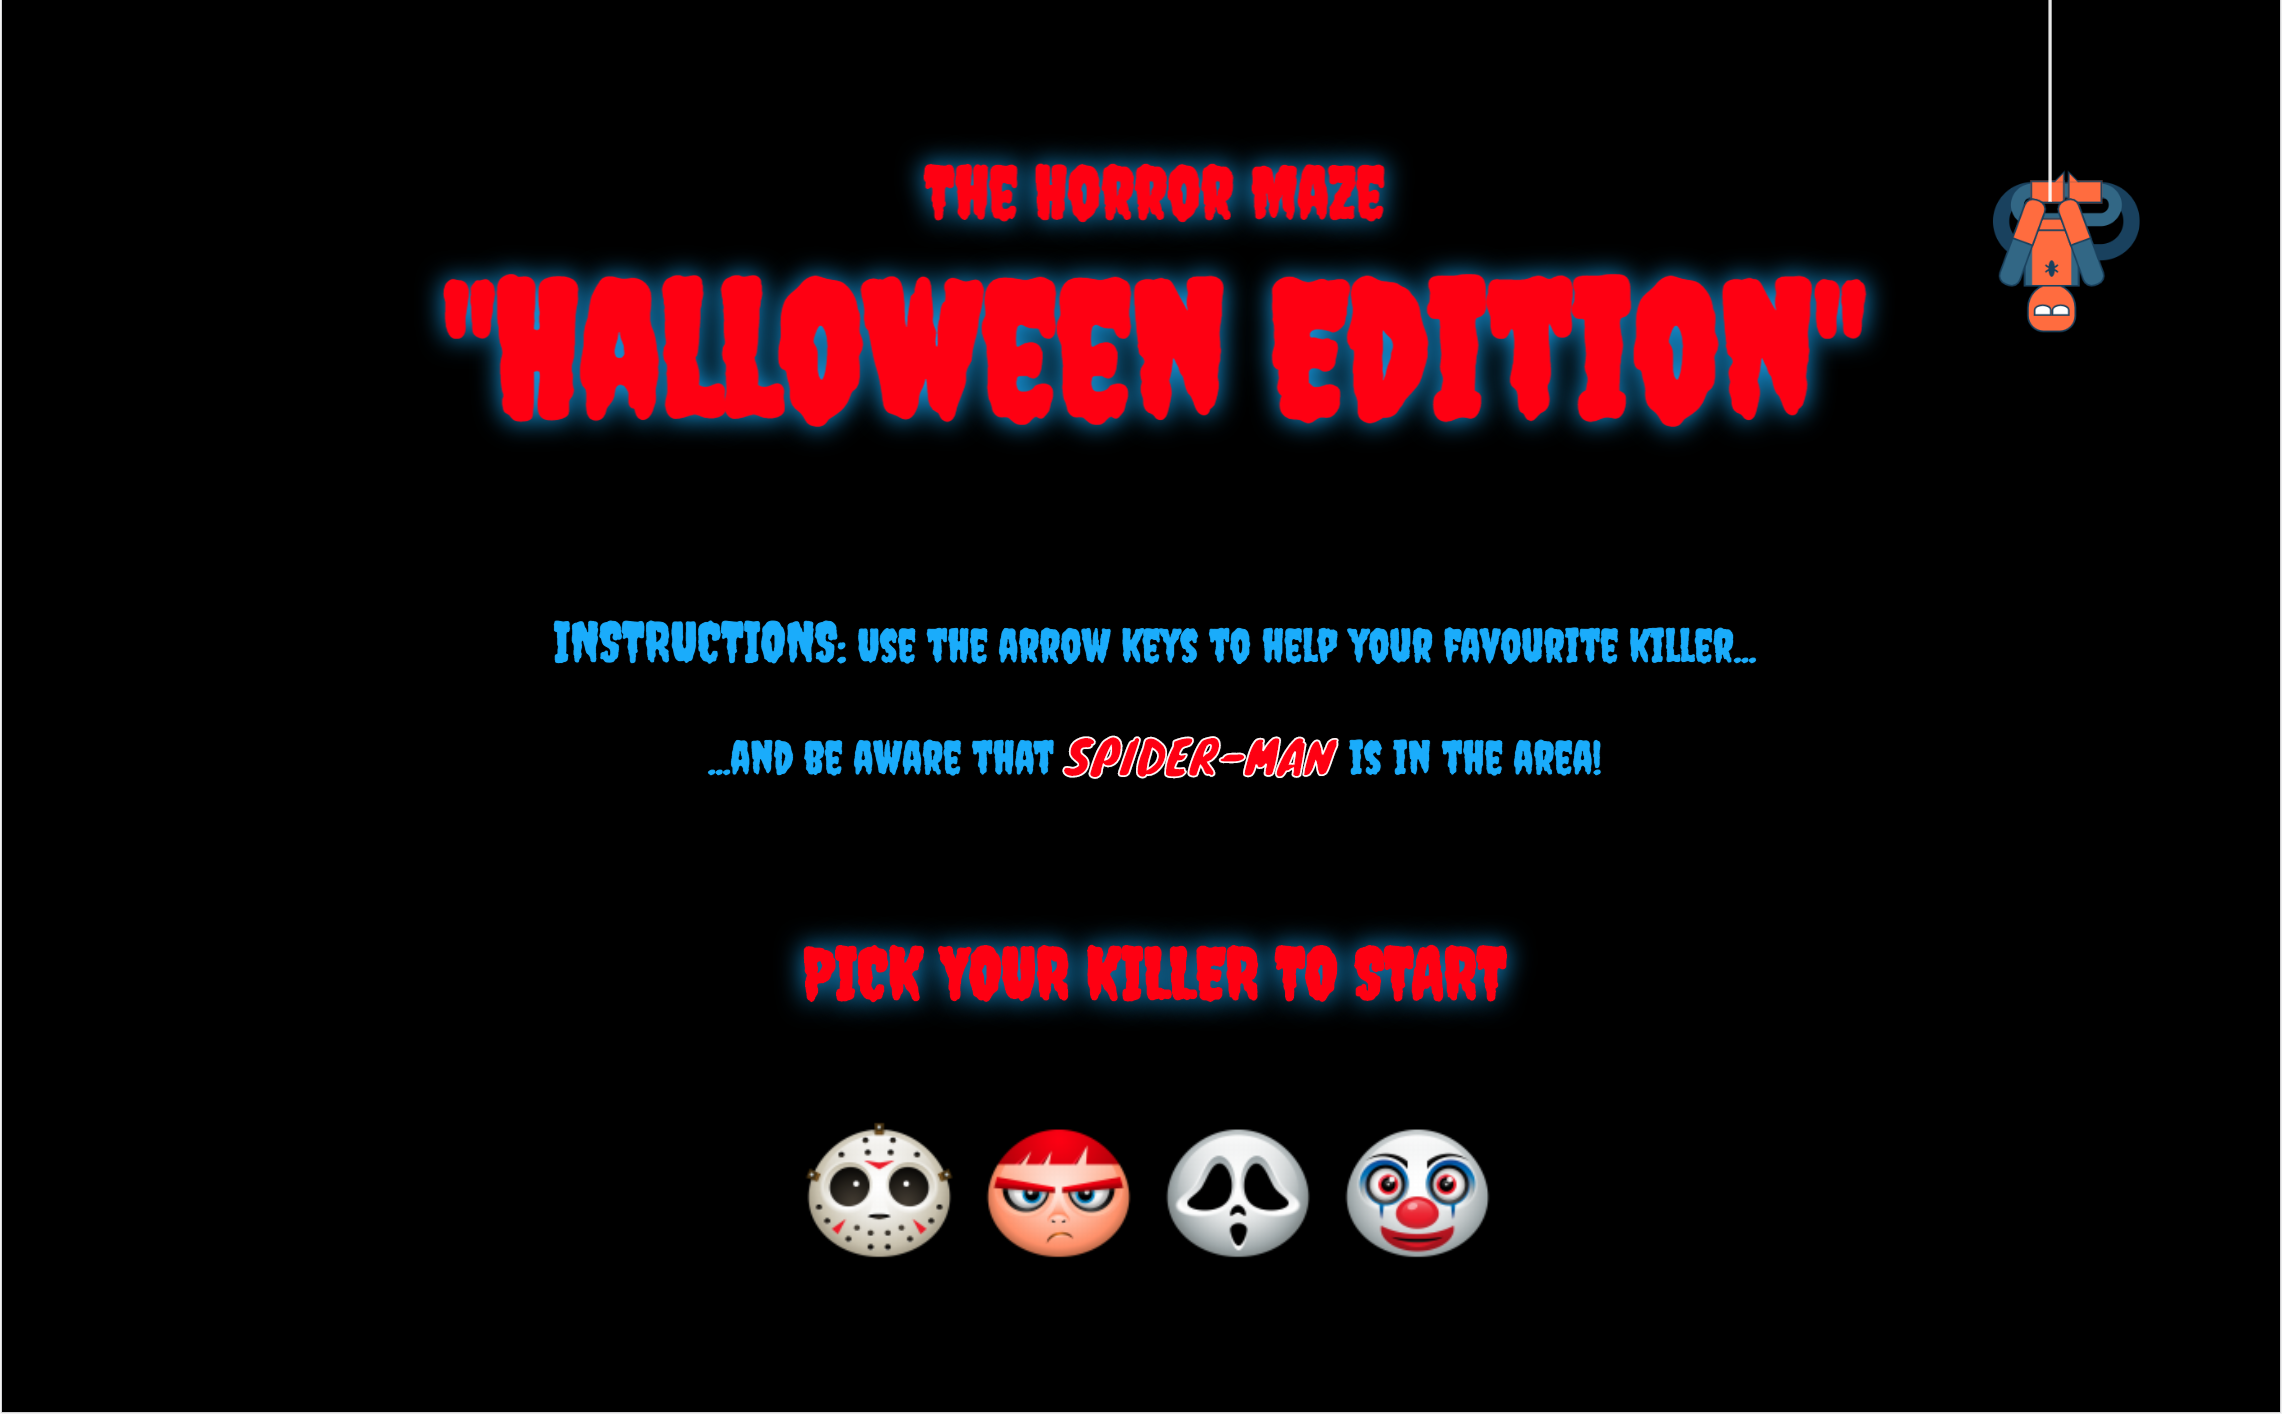 THE HORROR MAZE
"HALLOWEEN EDITION"
INSTRUCTIONS: USE THE ARROW KEYS TO HELP YOUR FAVOURITE KILLER...
...AND BE AWARE THAT SPIDER-MAN IS IN THE AREA!
PICK YOUR KILLER TO START